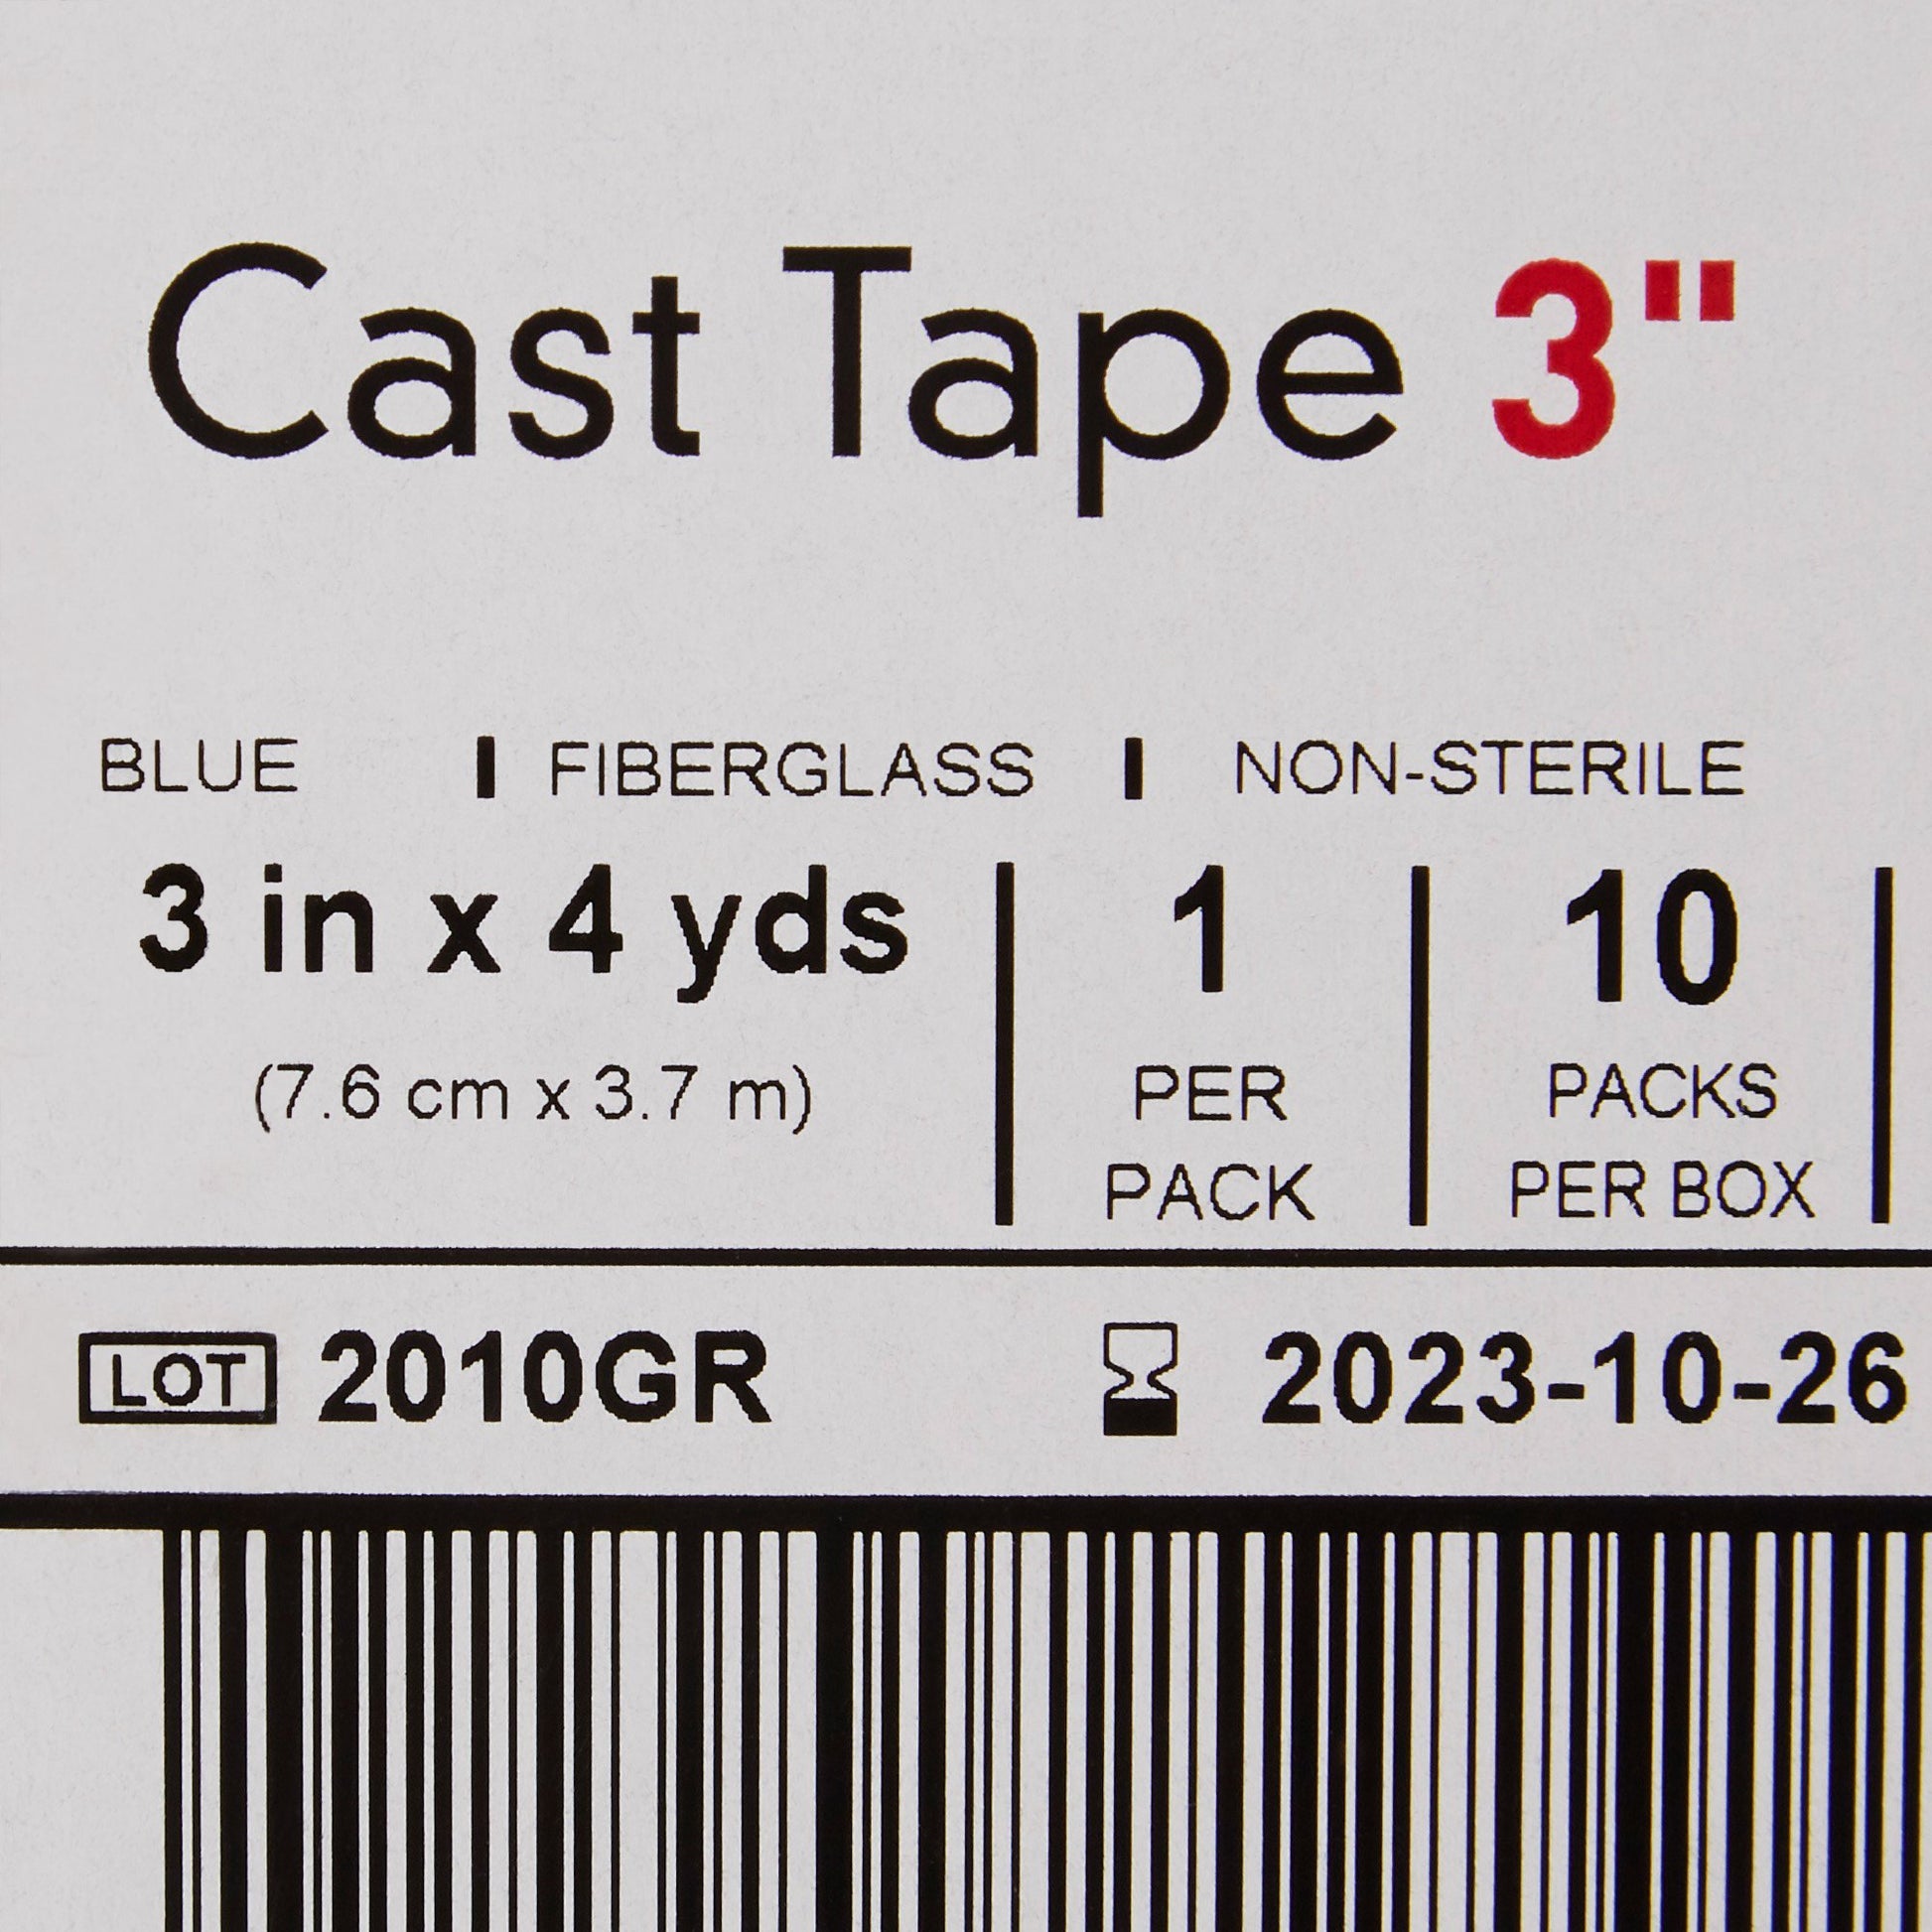 Cast Tape 3"
BLUE | FIBERGLASS | NON-STERILE
3 in x 4 yds
(7.6 cm x 3.7 m)
1
PER
PACK
10
PACKS
PER BOX
LOT 2010GR
2023-10-26